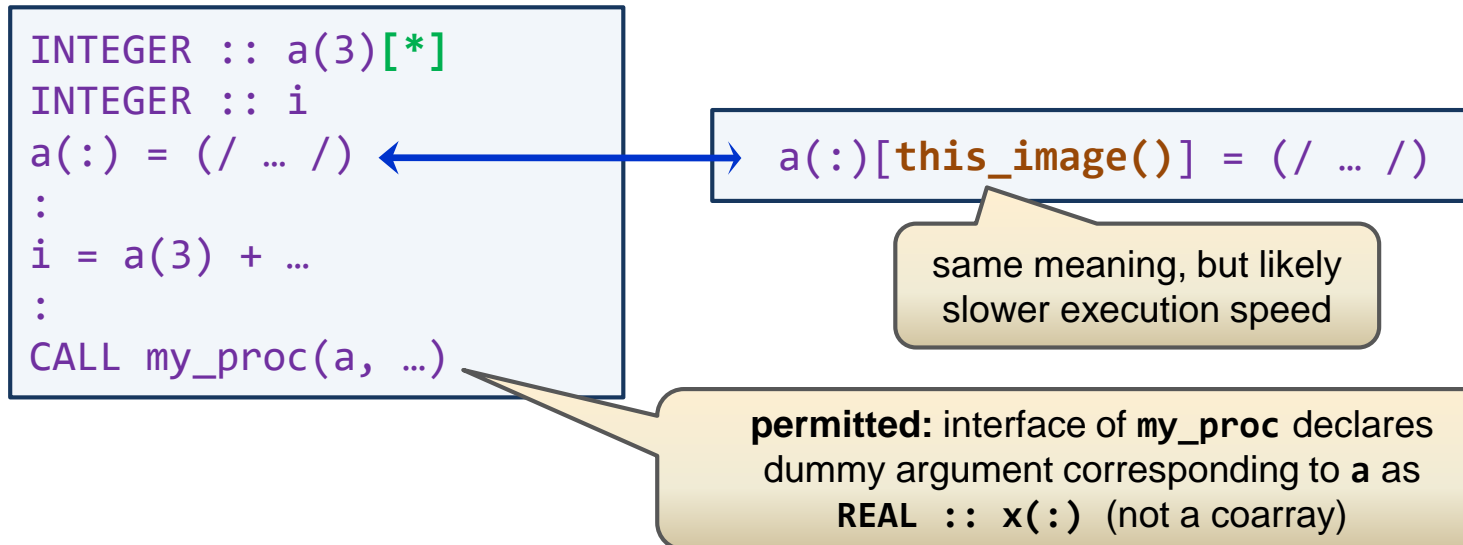 INTEGER :: a(3)[*]
INTEGER :: i
a(:) = (/ … /)
:
i = a(3) + …
:
CALL my_proc(a, …)
a(:)[this_image()] = (/ … /)
same meaning, but likely
slower execution speed
permitted: interface of my_proc declares
dummy argument corresponding to a as
REAL :: x(:) (not a coarray)